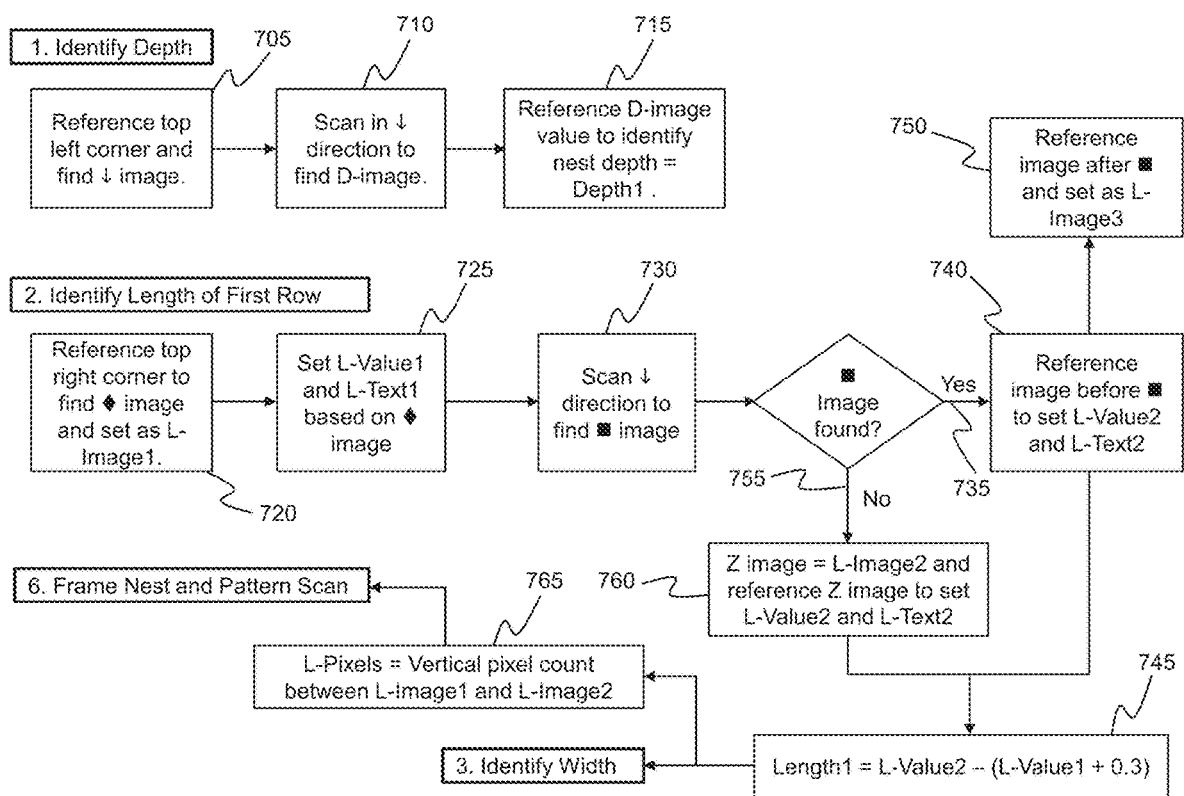 1. Identify Depth
705
710
715
Reference top
left corner and
find ↓ image.
Scan in ↓
direction to
find D-image.
Reference D-image
value to identify
nest depth =
Depth1 .
750
Reference
image after ■
and set as L-
Image3
2. Identify Length of First Row
725
730
740
Reference top
right corner to
find ♦ image
and set as L-
Image1.
Set L-Value1
and L-Text1
based on ♦
image
Scan ↓
direction to
find ■ image
■
Image
found?
Yes
Reference
image before ■
to set L-Value2
and L-Text2
720
755
735
No
6. Frame Nest and Pattern Scan
765
760
Z image = L-Image2 and
reference Z image to set
L-Value2 and L-Text2
L-Pixels = Vertical pixel count
between L-Image1 and L-Image2
745
3. Identify Width
Length1 = L-Value2 – (L-Value1 + 0.3)